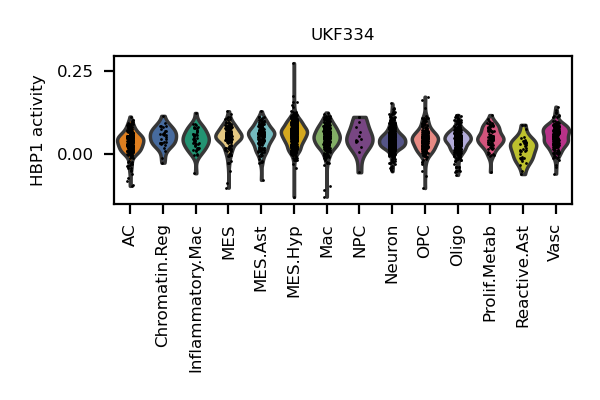 UKF334
HBP1 activity
0.25
0.00
AC
Chromatin.Reg
Inflammatory.Mac
MES
MES.Ast
MES.Hyp
Mac
NPC
Neuron
OPC
Oligo
Prolif.Metab
Reactive.Ast
Vasc